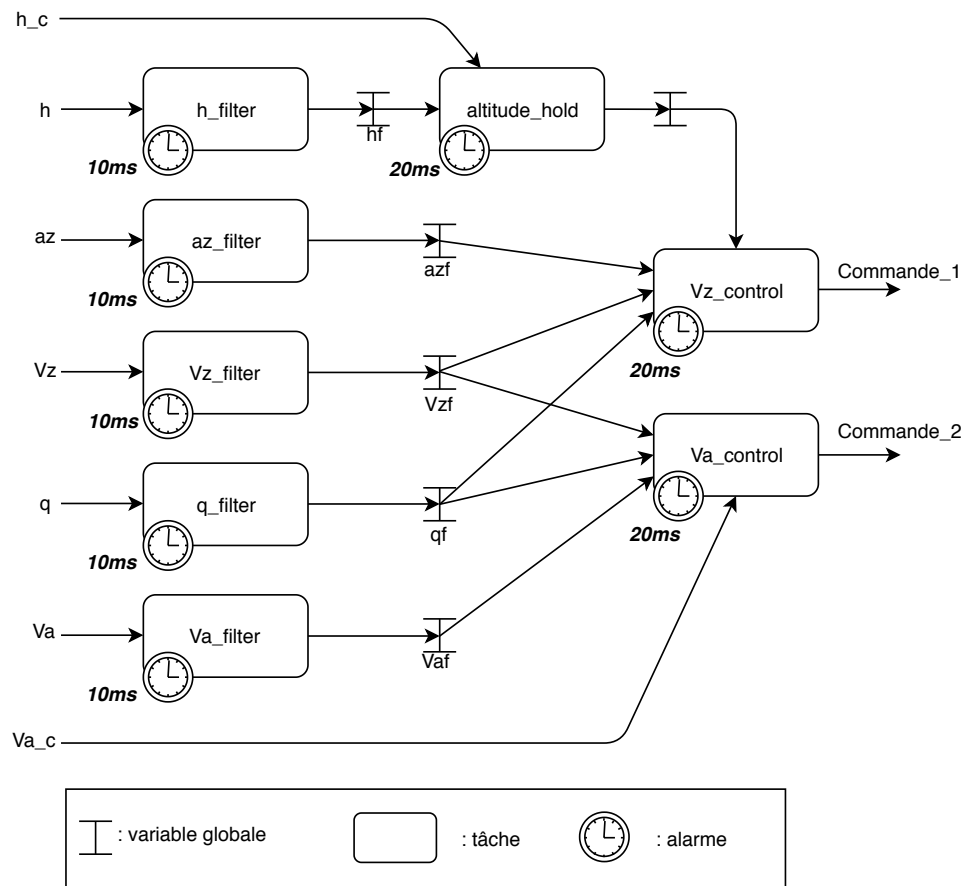 h_c
h
h_filter
10ms
hf
altitude_hold
20ms
az
az_filter
10ms
azf
Vz_control
20ms
Commande_1
Vz
Vz_filter
10ms
Vzf
Va_control
20ms
Commande_2
q
q_filter
10ms
qf
Va
Va_filter
10ms
Vaf
Va_c
: variable globale
: tâche
: alarme